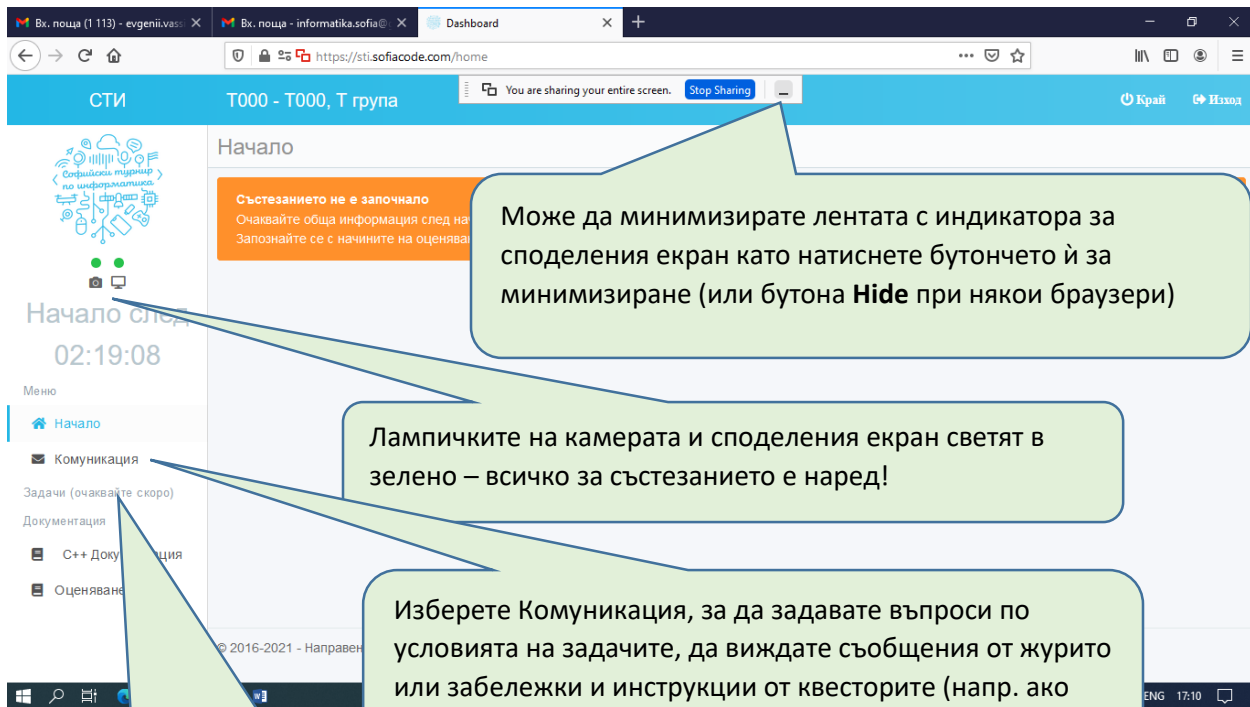 Вх. поща (1 113) - evgenii.vass
Вх. поща - informatika.sofia@
Dashboard
https://sti.sofiacode.com/home
You are sharing your entire screen. Stop Sharing
СТИ
T000 - T000, Т група
Край
Изход
Софийски турнир
по информатика
Начало
Състезанието не е започнало
Очаквайте обща информация след на
Запознайте се с начините на оценява
Може да минимизирате лентата с индикатора за
споделения екран като натиснете бутончето ѝ за
минимизиране (или бутона Hide при някои браузери)
Начало след
02:19:08
Меню
Начало
Комуникация
Задачи (очаквайте скоро)
Документация
C++ Доку ция
Оценяване
Лампичките на камерата и споделения екран светят в
зелено – всичко за състезанието е наред!
Изберете Комуникация, за да задавате въпроси по
условията на задачите, да виждате съобщения от журито
или забележки и инструкции от квесторите (напр. ако
© 2016-2021 - Направен
ENG 17:10